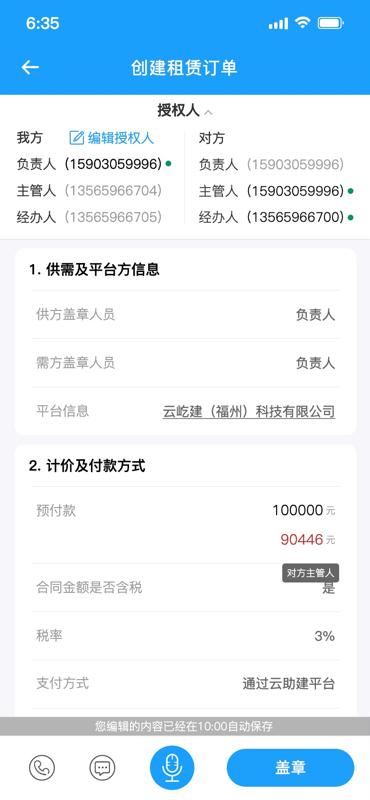 6:35
创建租赁订单
授权人
我方 编辑授权人 对方
负责人 (15903059996) 负责人 (15903059996)
主管人 (13565966704) 主管人 (15903059996)
经办人 (13565966705) 经办人 (13565966700)
1. 供需及平台方信息
供方盖章人员 负责人
需方盖章人员 负责人
平台信息 云屹建（福州）科技有限公司
2. 计价及付款方式
预付款 100000 元
90446 元
对方主管人
合同金额是否含税 是
税率 3%
支付方式 通过云助建平台
您编辑的内容已经在10:00自动保存
盖章